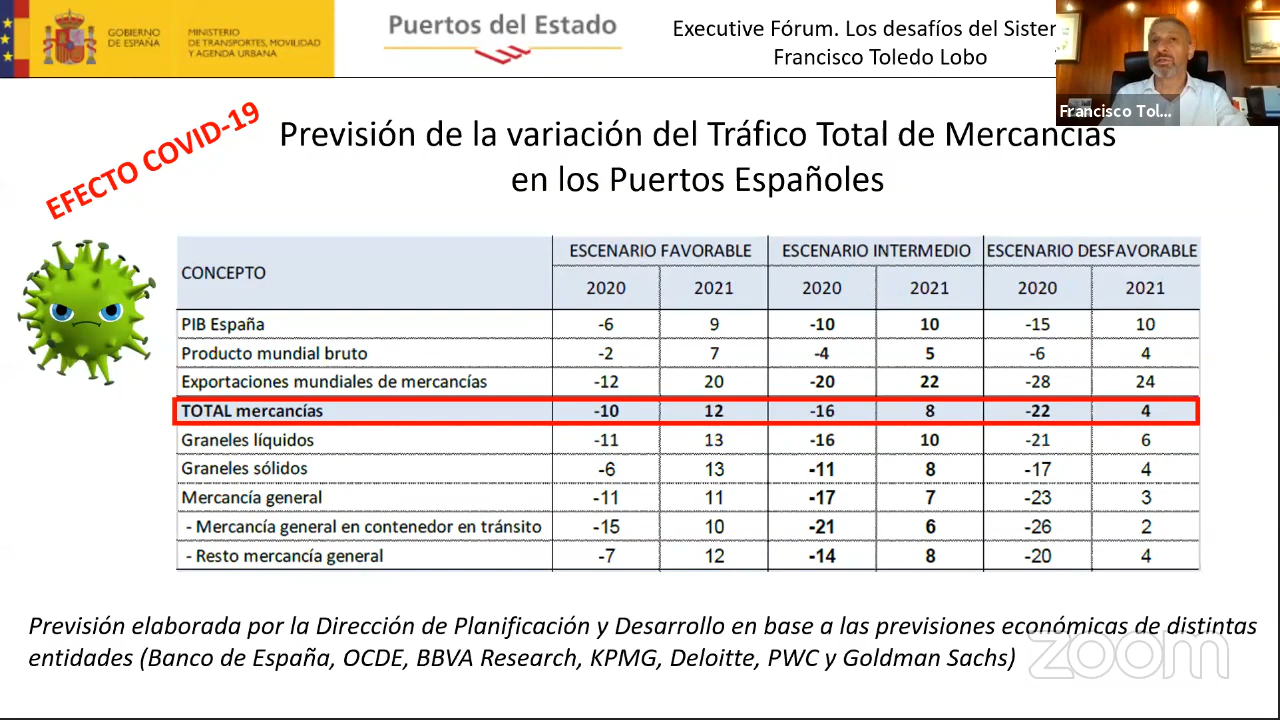 GOBIERNO
DE ESPAÑA
MINISTERIO
DE TRANSPORTES, MOVILIDAD
Y AGENDA URBANA
Puertos del Estado
Executive Fórum. Los desafíos del Sister
Francisco Toledo Lobo
Francisco Tol...
EFECTO COVID-19
Previsión de la variación del Tráfico Total de Mercancías
en los Puertos Españoles
CONCEPTO
ESCENARIO FAVORABLE ESCENARIO INTERMEDIO ESCENARIO DESFAVORABLE
2020 2021 2020 2021 2020 2021
PIB España -6 9 -10 10 -15 10
Producto mundial bruto -2 7 -4 5 -6 4
Exportaciones mundiales de mercancías -12 20 -20 22 -28 24
TOTAL mercancías -10 12 -16 8 -22 4
Graneles líquidos -11 13 -16 10 -21 6
Graneles sólidos -6 13 -11 8 -17 4
Mercancía general -11 11 -17 7 -23 3
- Mercancía general en contenedor en tránsito -15 10 -21 6 -26 2
- Resto mercancía general -7 12 -14 8 -20 4
Previsión elaborada por la Dirección de Planificación y Desarrollo en base a las previsiones económicas de distintas
entidades (Banco de España, OCDE, BBVA Research, KPMG, Deloitte, PWC y Goldman Sachs)
zoom